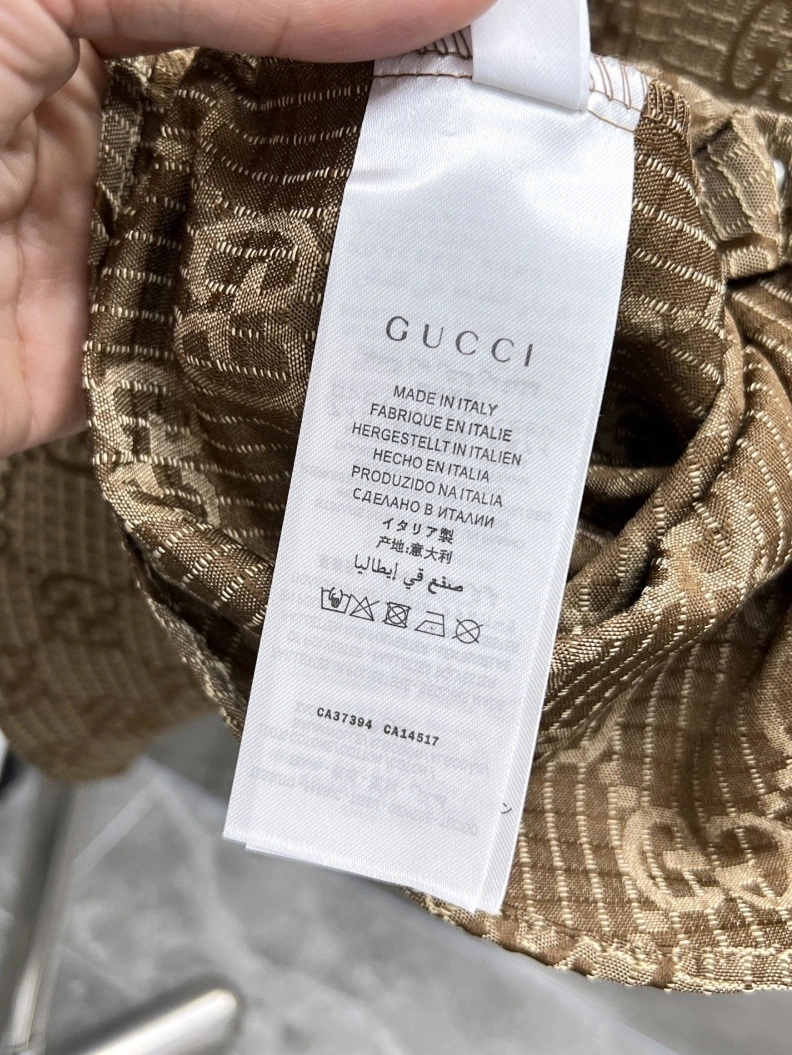 GUCCI
MADE IN ITALY
FABRIQUE EN ITALIE
HERGESTELLT IN ITALIEN
HECHO EN ITALIA
PRODUZIDO NA ITALIA
СДЕЛАНО В ИТАЛИИ
イタリア製
产地:意大利
صنع في إيطاليا
CA37394 CA14517